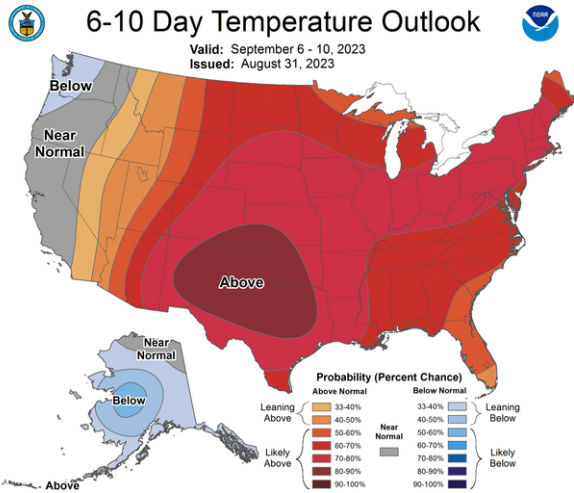 6-10 Day Temperature Outlook
NOAA
Valid: September 6 - 10, 2023
Issued: August 31, 2023
Below
Near
Normal
Above
Near
Normal
Below
Above
Probability (Percent Chance)
Above Normal
Below Normal
Leaning
Above
33-40%
40-50%
Likely
Above
50-60%
60-70%
70-80%
80-90%
90-100%
Near
Normal
33-40%
40-50%
Leaning
Below
50-60%
60-70%
70-80%
80-90%
90-100%
Likely
Below